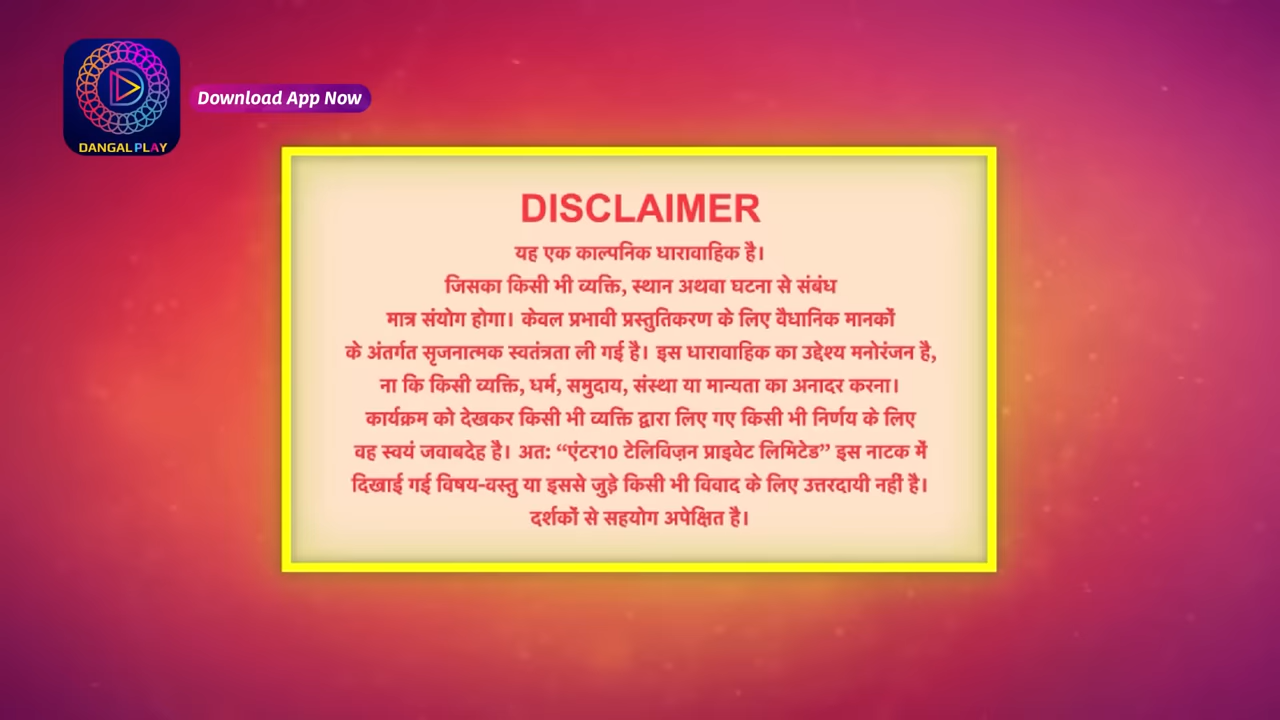 Download App Now
DANGAL PLAY
DISCLAIMER
यह एक काल्पनिक धारावाहिक है।
जिसका किसी भी व्यक्ति, स्थान अथवा घटना से संबंध
मात्र संयोग होगा। केवल प्रभावी प्रस्तुतिकरण के लिए वैधानिक मानकों
के अंतर्गत सृजनात्मक स्वतंत्रता ली गई है। इस धारावाहिक का उद्देश्य मनोरंजन है,
ना कि किसी व्यक्ति, धर्म, समुदाय, संस्था या मान्यता का अनादर करना।
कार्यक्रम को देखकर किसी भी व्यक्ति द्वारा लिए गए किसी भी निर्णय के लिए
वह स्वयं जवाबदेह है। अत: “एंटर10 टेलिविज़न प्राइवेट लिमिटेड” इस नाटक में
दिखाई गई विषय-वस्तु या इससे जुड़े किसी भी विवाद के लिए उत्तरदायी नहीं है।
दर्शकों से सहयोग अपेक्षित है।